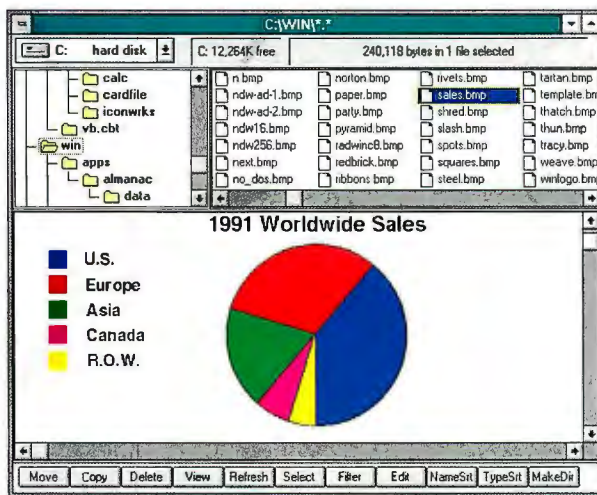 C:\WIN\*.*
C: hard disk
C: 12,264K free
240,118 bytes in 1 file selected
calc
cardfile
iconwrks
vb.cbt
win
apps
almanac
data
n.bmp norton.bmp rivets.bmp tartan.bmp
ndw-ad-1.bmp paper.bmp sales.bmp template.bm
ndw-ad-2.bmp party.bmp shred.bmp thatch.bmp
ndw16.bmp pyramid.bmp slash.bmp thun.bmp
ndw256.bmp radwinc8.bmp spots.bmp tracy.bmp
next.bmp redbrick.bmp squares.bmp weave.bmp
no_dos.bmp ribbons.bmp steel.bmp winlogo.bmp
1991 Worldwide Sales
U.S.
Europe
Asia
Canada
R.O.W.
Move Copy Delete View Refresh Select Filter Edit NameSrt TypeSrt MakeDir